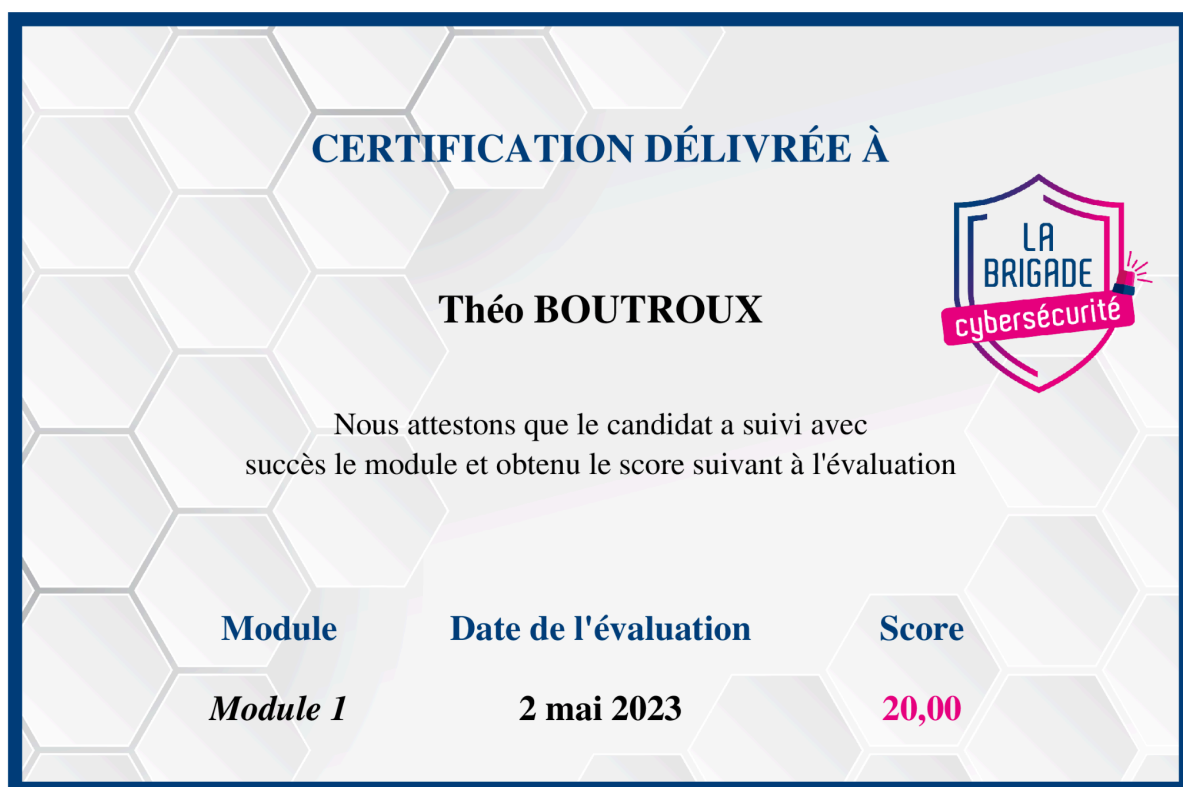 CERTIFICATION DÉLIVRÉE À
LA
BRIGADE
cybersécurité
Théo BOUTROUX
Nous attestons que le candidat a suivi avec
succès le module et obtenu le score suivant à l'évaluation
Module Date de l'évaluation Score
Module 1 2 mai 2023 20,00